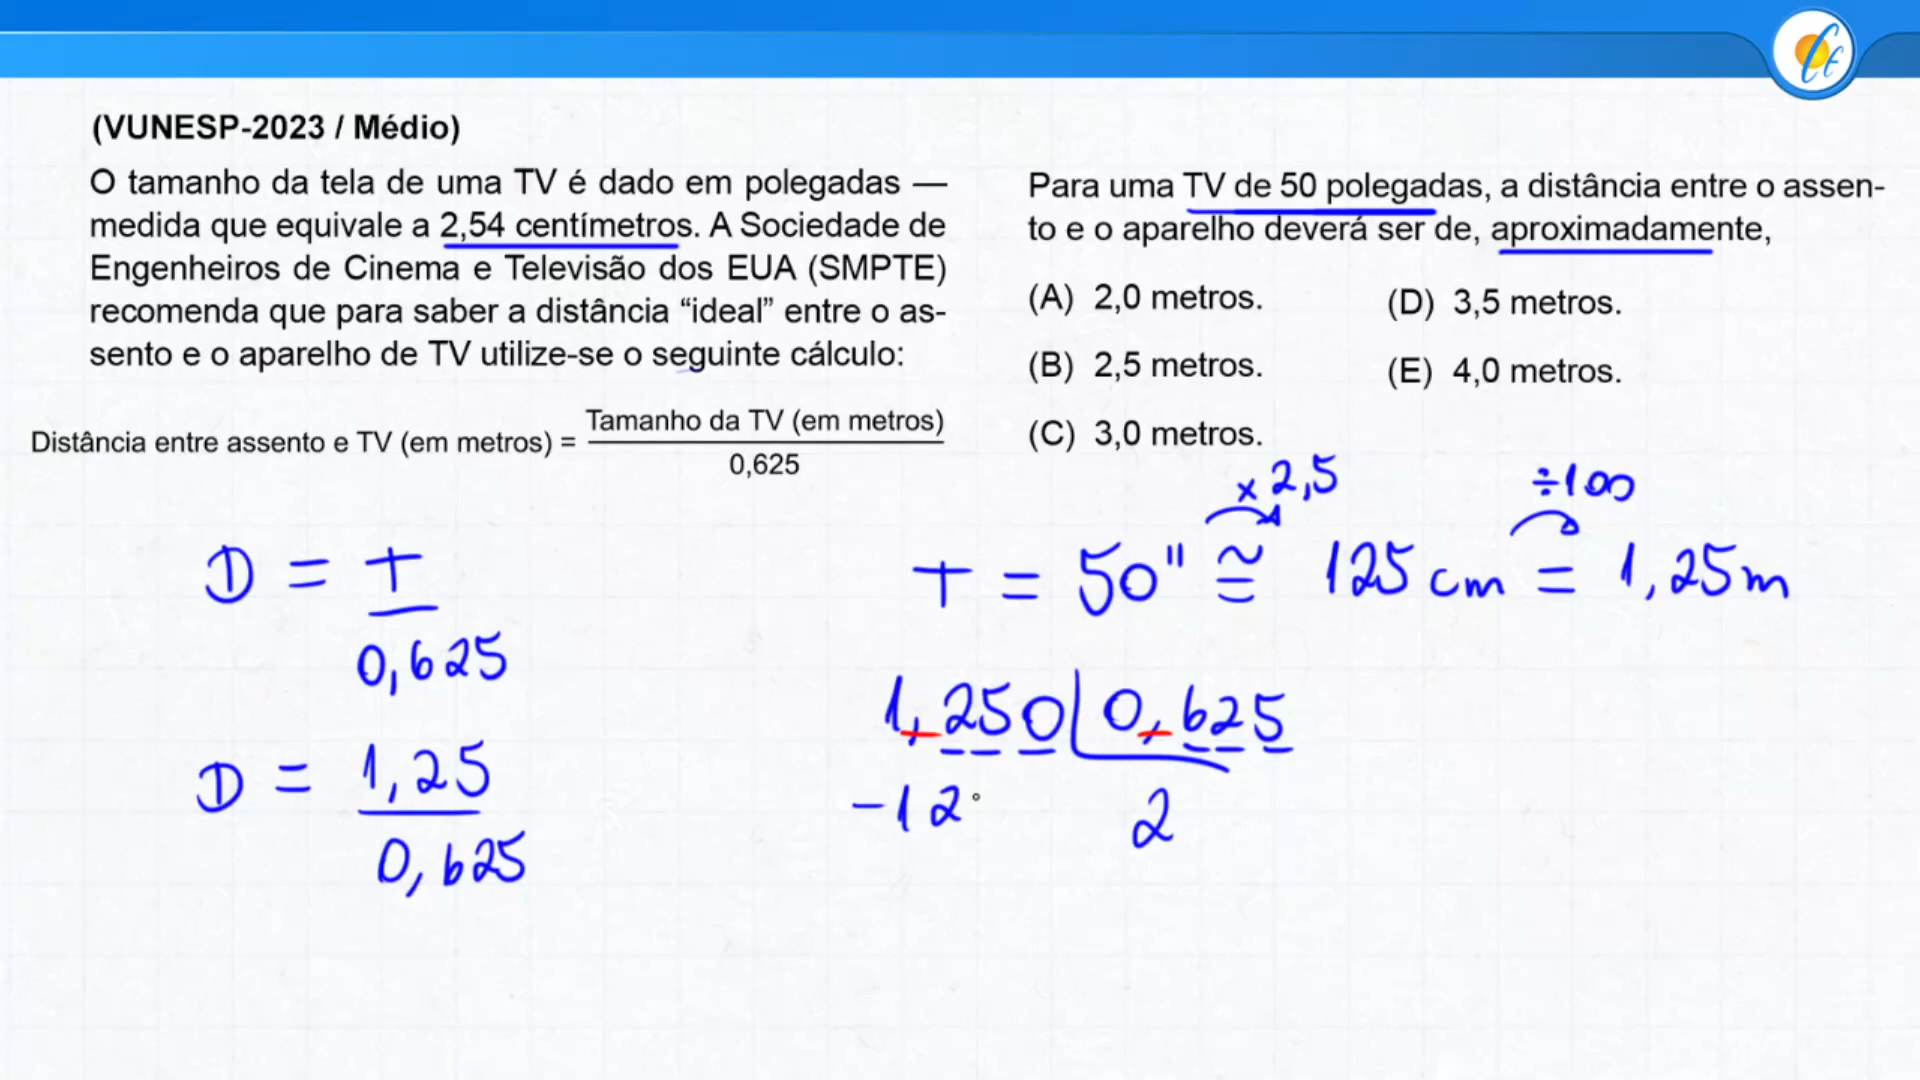 (VUNESP-2023 / Médio)
O tamanho da tela de uma TV é dado em polegadas —
medida que equivale a 2,54 centímetros. A Sociedade de
Engenheiros de Cinema e Televisão dos EUA (SMPTE)
recomenda que para saber a distância “ideal” entre o as-
sento e o aparelho de TV utilize-se o seguinte cálculo:
Distância entre assento e TV (em metros) = Tamanho da TV (em metros)
0,625
Para uma TV de 50 polegadas, a distância entre o assen-
to e o aparelho deverá ser de, aproximadamente,
(A) 2,0 metros.
(B) 2,5 metros.
(C) 3,0 metros.
(D) 3,5 metros.
(E) 4,0 metros.
D = T
0,625
D = 1,25
0,625
× 2,5
÷100
T = 50" ≅ 125 cm = 1,25 m
1,250 0,625
-12 2